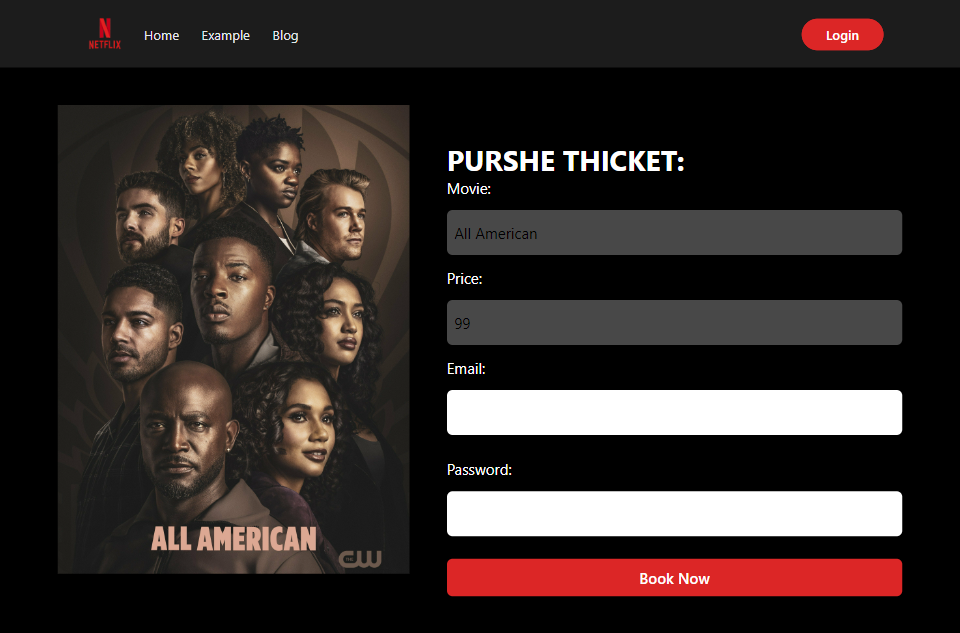 NETFLIX
Home Example Blog
Login
PURSHE THICKET:
Movie:
All American
Price:
99
Email:
Password:
Book Now
ALL AMERICAN
THE CW